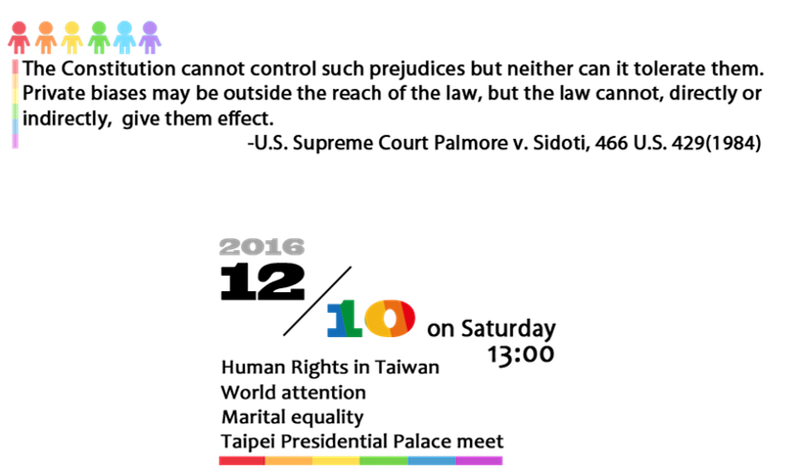 The Constitution cannot control such prejudices but neither can it tolerate them.
Private biases may be outside the reach of the law, but the law cannot, directly or
indirectly, give them effect.
-U.S. Supreme Court Palmore v. Sidoti, 466 U.S. 429(1984)
2016
12/10 on Saturday
13:00
Human Rights in Taiwan
World attention
Marital equality
Taipei Presidential Palace meet